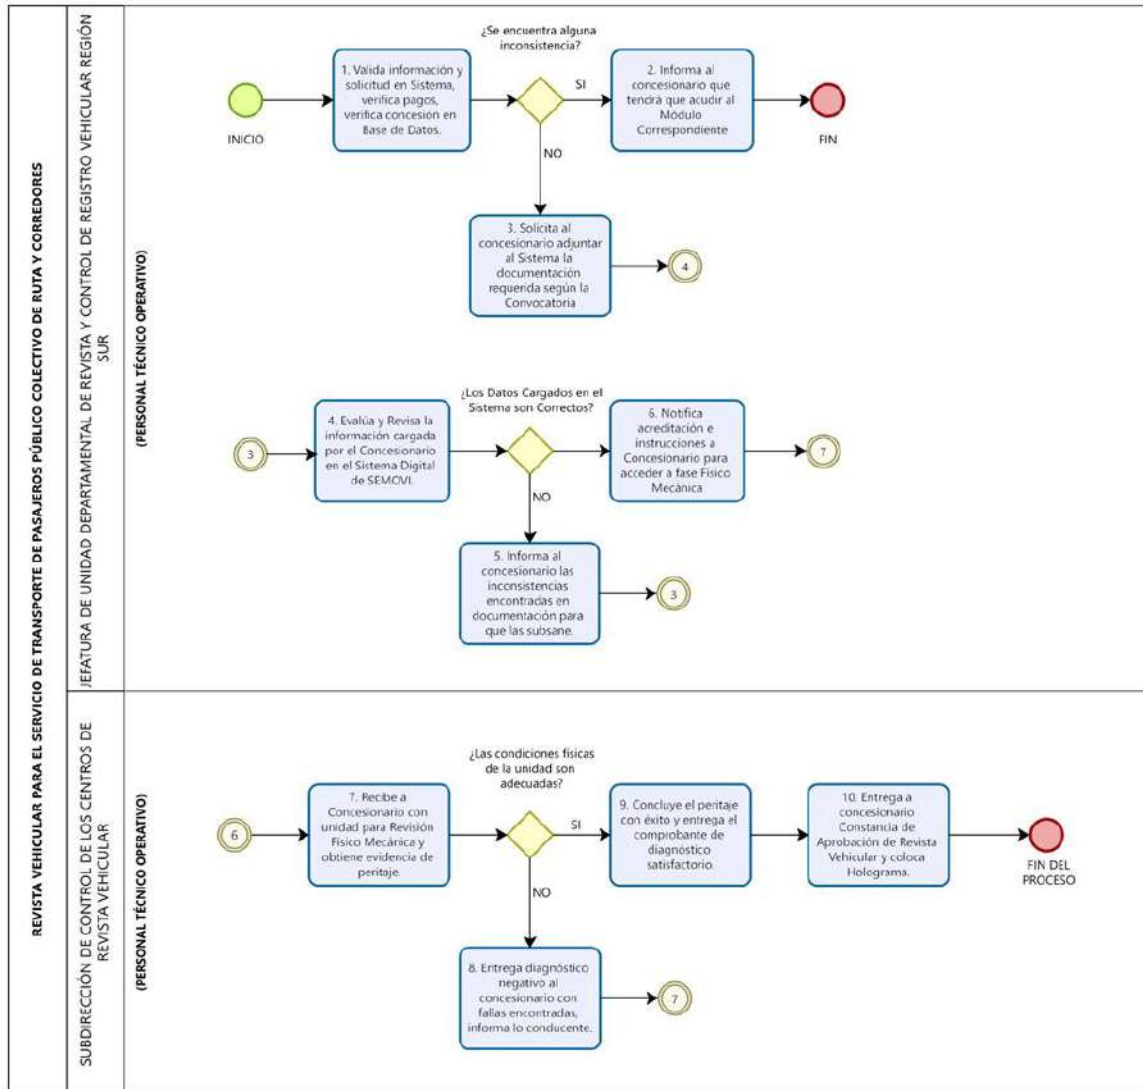 REVISTA VEHICULAR PARA EL SERVICIO DE TRANSPORTE DE PASAJEROS PÚBLICO COLECTIVO DE RUTA Y CORREDORES
JEFATURA DE UNIDAD DEPARTAMENTAL DE REVISTA Y CONTROL DE REGISTRO VEHICULAR REGIÓN
SUR
(PERSONAL TÉCNICO OPERATIVO)
INICIO
1. Valida información y
solicitud en Sistema,
verifica pagos,
verifica concesión en
Base de Datos.
¿Se encuentra alguna
inconsistencia?
SI
2. Informa al
concesionario que
tendrá que acudir al
Módulo
Correspondiente
FIN
NO
3. Solicita al
concesionario adjuntar
al Sistema la
documentación
requerida según la
Convocatoria
4
3
4. Evalúa y Revisa la
información cargada
por el Concesionario
en el Sistema Digital
de SEMOVI.
¿Los Datos Cargados en el
Sistema son Correctos?
6. Notifica
acreditación e
instrucciones a
Concesionario para
acceder a fase Físico
Mecánica
7
NO
5. Informa al
concesionario las
inconsistencias
encontradas en
documentación para
que las subsane.
3
SUBDIRECCIÓN DE CONTROL DE LOS CENTROS DE
REVISTA VEHICULAR
(PERSONAL TÉCNICO OPERATIVO)
6
7. Recibe a
Concesionario con
unidad para Revisión
Físico Mecánica y
obtiene evidencia de
peritaje.
¿Las condiciones físicas
de la unidad son
adecuadas?
SI
9. Concluye el peritaje
con éxito y entrega el
comprobante de
diagnóstico
satisfactorio.
10. Entrega a
concesionario
Constancia de
Aprobación de Revista
Vehicular y coloca
Holograma.
FIN DEL
PROCESO
NO
8. Entrega diagnóstico
negativo al
concesionario con
fallas encontradas,
informa lo conducente.
7